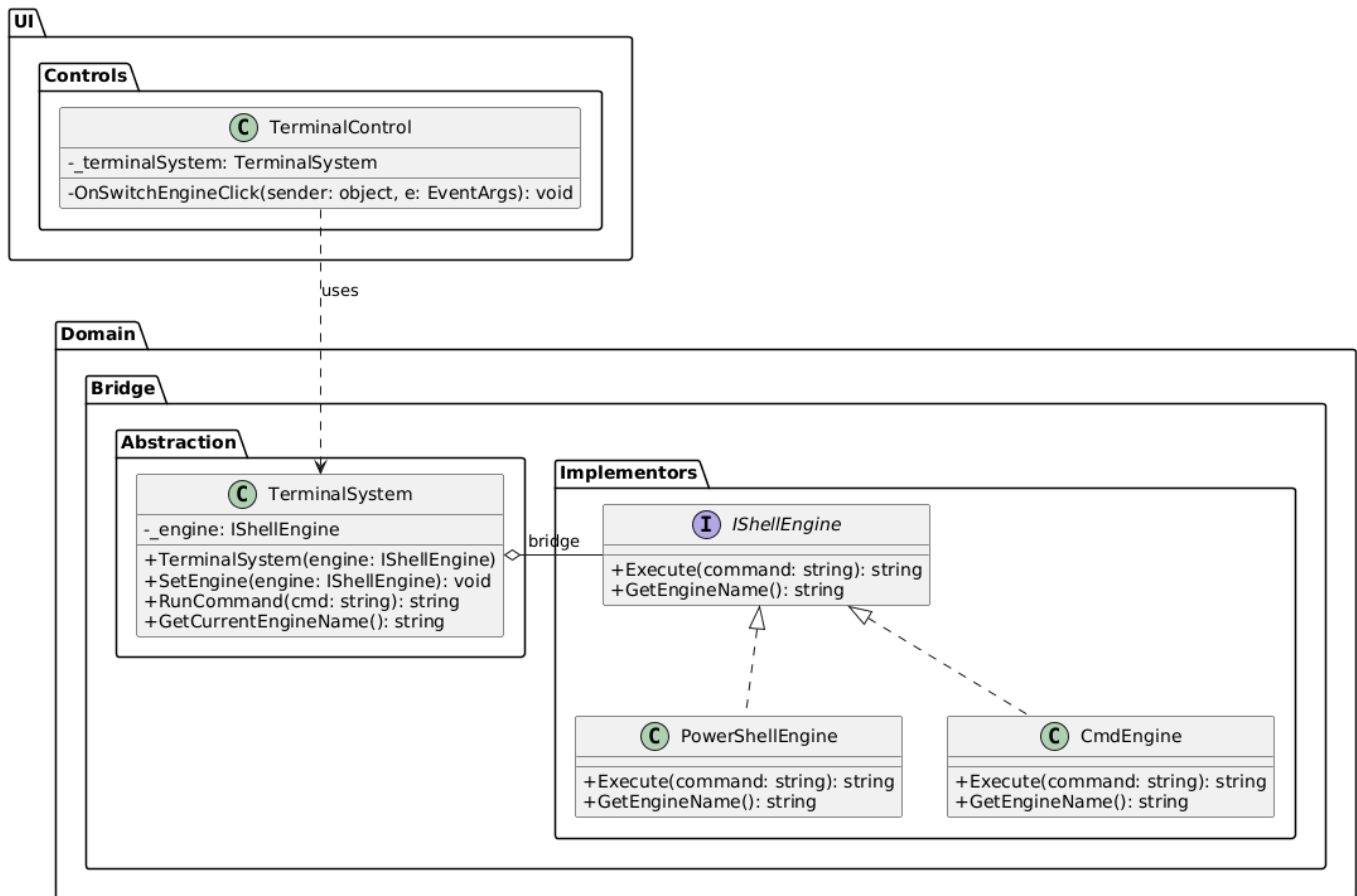 UI
Controls
C TerminalControl
-_terminalSystem: TerminalSystem
-OnSwitchEngineClick(sender: object, e: EventArgs): void
uses
Domain
Bridge
Abstraction
C TerminalSystem
-_engine: IShellEngine
+TerminalSystem(engine: IShellEngine)
+SetEngine(engine: IShellEngine): void
+RunCommand(cmd: string): string
+GetCurrentEngineName(): string
bridge
Implementors
I IShellEngine
+Execute(command: string): string
+GetEngineName(): string
C PowerShellEngine
+Execute(command: string): string
+GetEngineName(): string
C CmdEngine
+Execute(command: string): string
+GetEngineName(): string